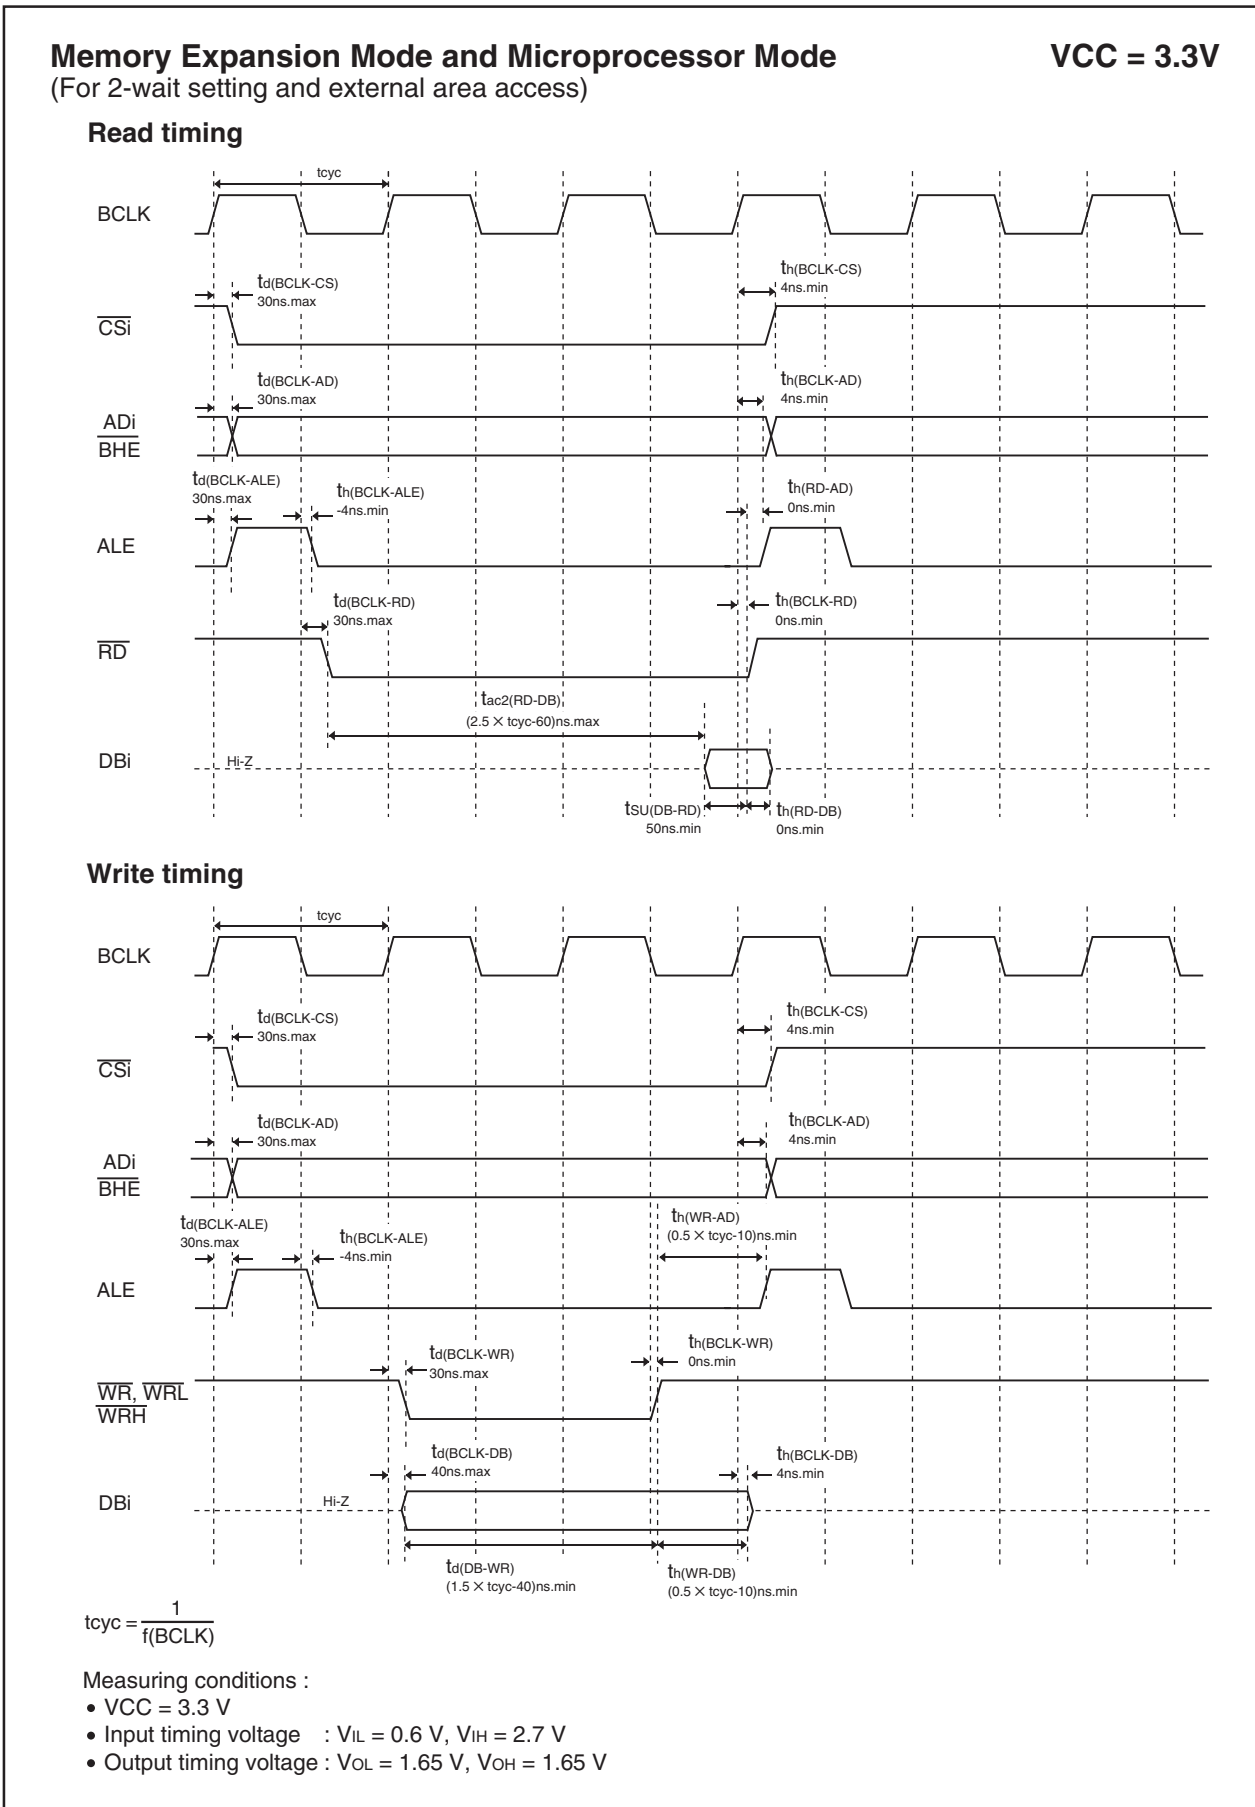 Memory Expansion Mode and Microprocessor Mode VCC = 3.3V
(For 2-wait setting and external area access)
Read timing
tcyc
BCLK
td(BCLK-CS)
30ns.max
th(BCLK-CS)
4ns.min
CSi
td(BCLK-AD)
30ns.max
th(BCLK-AD)
4ns.min
ADi
BHE
td(BCLK-ALE)
30ns.max
th(BCLK-ALE)
-4ns.min
th(RD-AD)
0ns.min
ALE
td(BCLK-RD)
30ns.max
th(BCLK-RD)
0ns.min
RD
tac2(RD-DB)
(2.5 × tcyc-60)ns.max
DBi
Hi-Z
tSU(DB-RD)
50ns.min
th(RD-DB)
0ns.min
Write timing
tcyc
BCLK
td(BCLK-CS)
30ns.max
th(BCLK-CS)
4ns.min
CSi
td(BCLK-AD)
30ns.max
th(BCLK-AD)
4ns.min
ADi
BHE
td(BCLK-ALE)
30ns.max
th(BCLK-ALE)
-4ns.min
th(WR-AD)
(0.5 × tcyc-10)ns.min
ALE
td(BCLK-WR)
30ns.max
th(BCLK-WR)
0ns.min
WR, WRL
WRH
td(BCLK-DB)
40ns.max
th(BCLK-DB)
4ns.min
DBi
Hi-Z
td(DB-WR)
(1.5 × tcyc-40)ns.min
th(WR-DB)
(0.5 × tcyc-10)ns.min
tcyc = 1 / f(BCLK)
Measuring conditions :
• VCC = 3.3 V
• Input timing voltage : VIL = 0.6 V, VIH = 2.7 V
• Output timing voltage : VOL = 1.65 V, VOH = 1.65 V